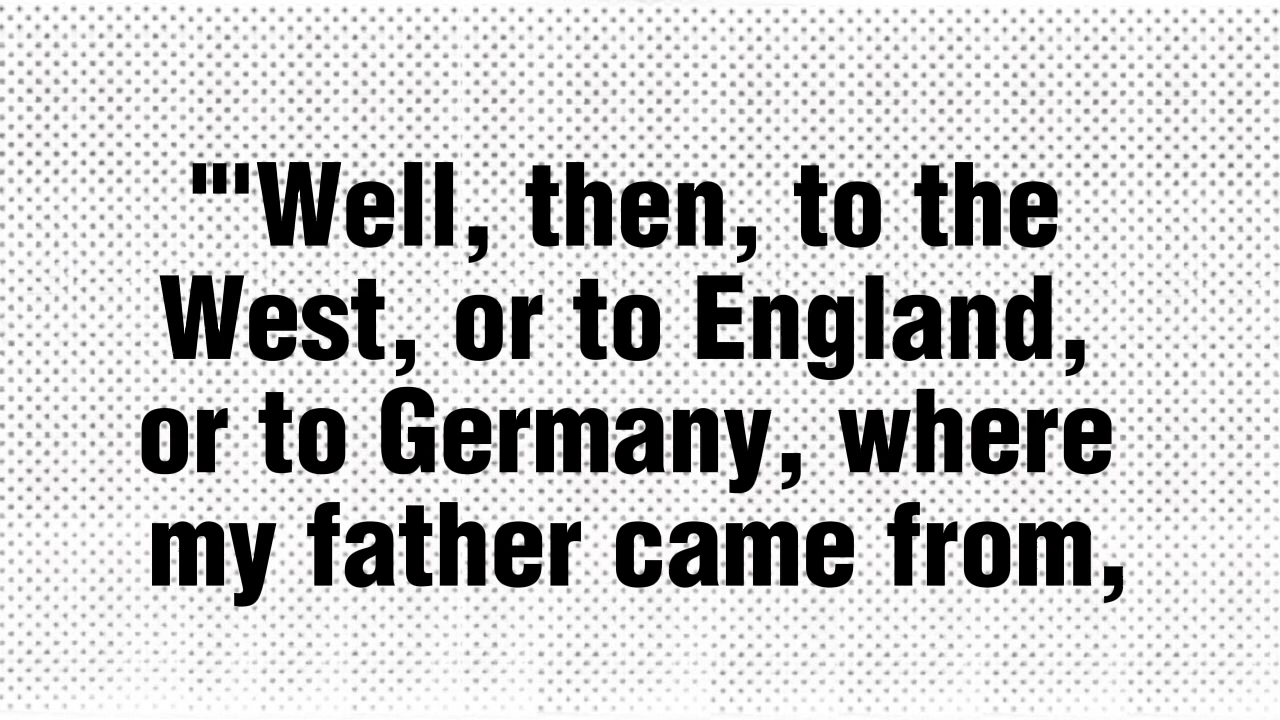 "'Well, then, to the
West, or to England,
or to Germany, where
my father came from,